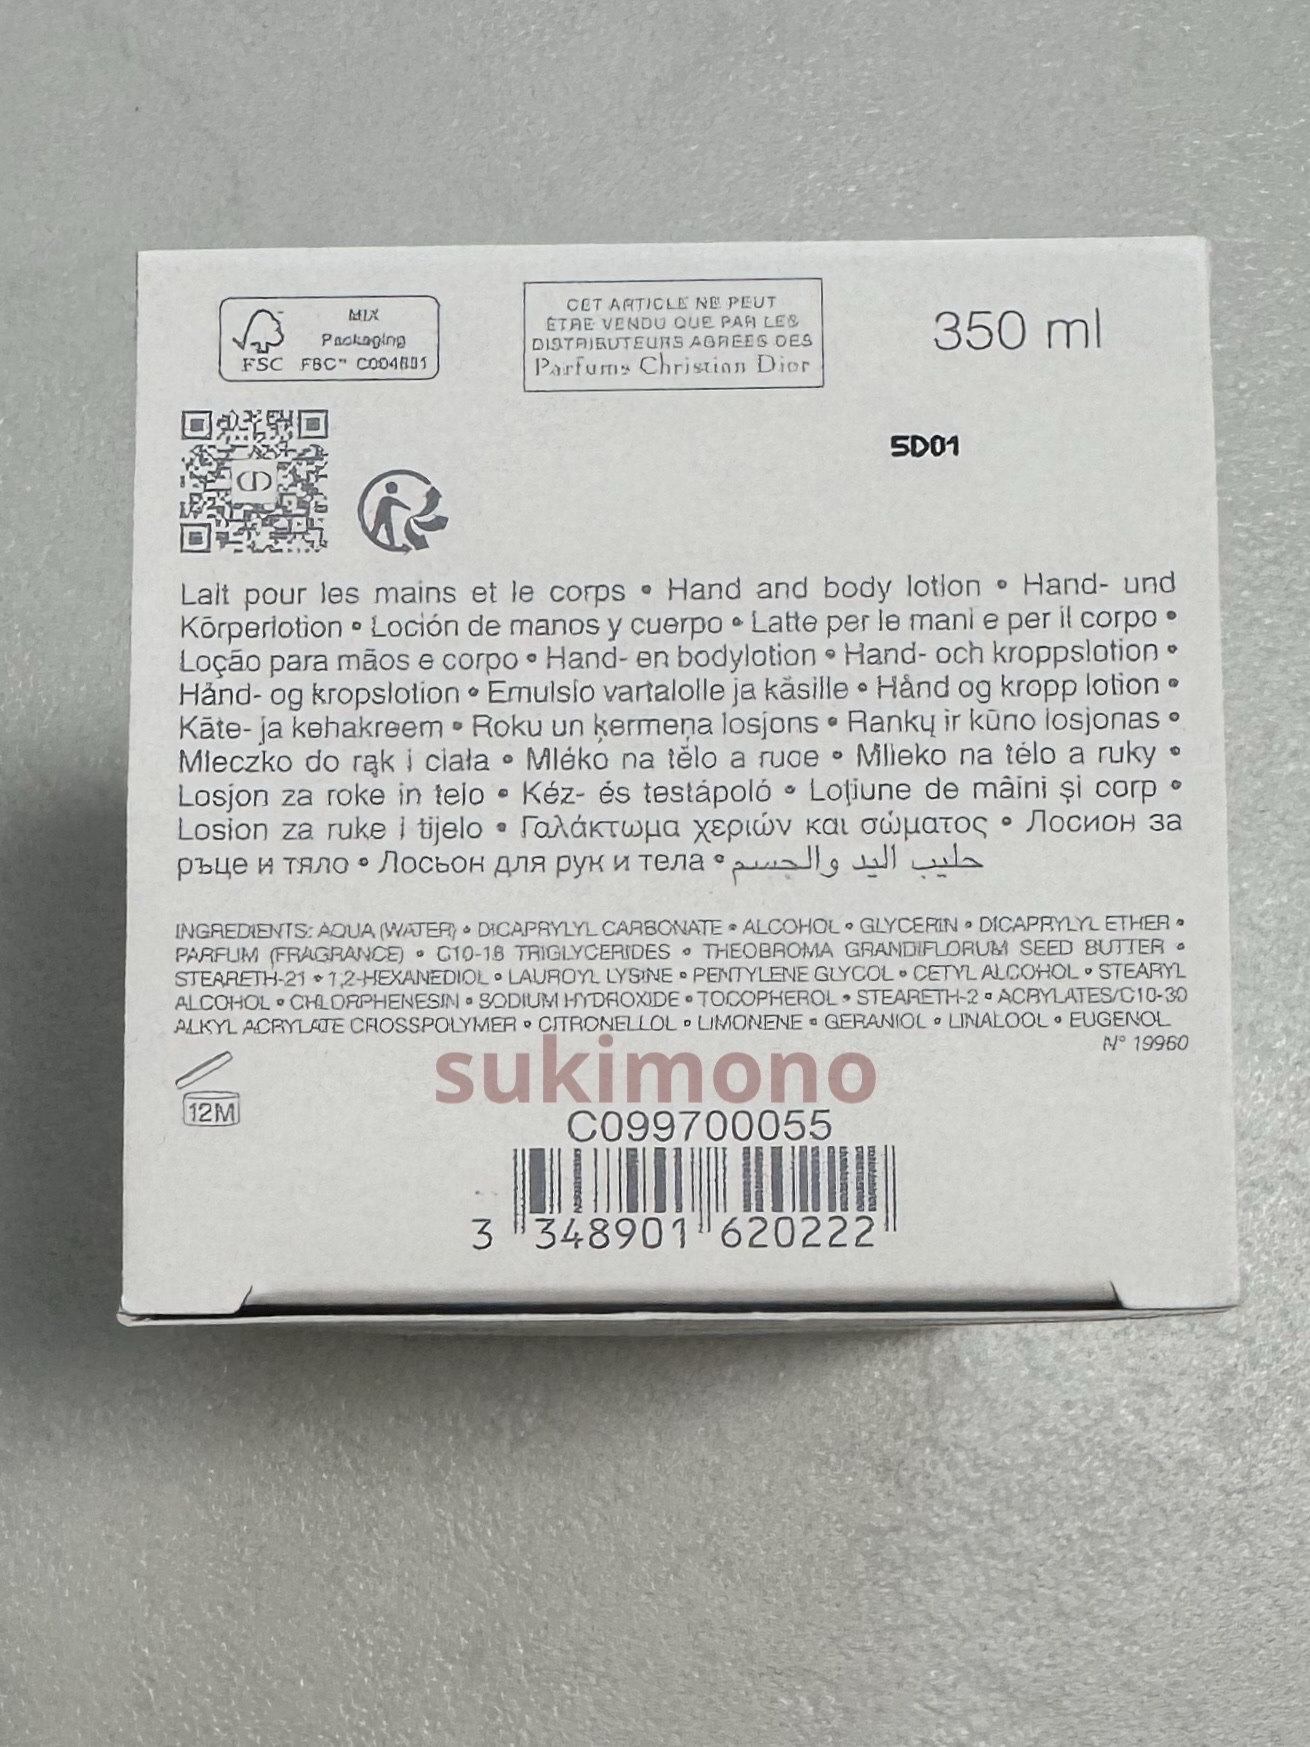 MIX
Packaging
FSC FSC™ C004801
CET ARTICLE NE PEUT
ÊTRE VENDU QUE PAR LES
DISTRIBUTEURS AGRÉES DES
Parfums Christian Dior
350 ml
5D01
CD
Lait pour les mains et le corps • Hand and body lotion • Hand- und
Körperlotion • Loción de manos y cuerpo • Latte per le mani e per il corpo •
Loção para mãos e corpo • Hand- en bodylotion • Hand- och kroppslotion •
Hånd- og kropslotion • Emulsio vartalolle ja käsille • Hånd og kropp lotion •
Käte- ja kehakreem • Roku un ķermeņa losjons • Rankų ir kūno losjonas •
Mleczko do rąk i ciała • Mléko na tělo a ruce • Mlieko na télo a ruky •
Losjon za roke in telo • Kéz- és testápoló • Loţiune de mâini şi corp •
Losion za ruke i tijelo • Γαλάκτωμα χεριών και σώματος • Лосион за
ръце и тяло • Лосьон для рук и тела • حليب اليد والجسم
INGREDIENTS: AQUA (WATER) • DICAPRYLYL CARBONATE • ALCOHOL • GLYCERIN • DICAPRYLYL ETHER •
PARFUM (FRAGRANCE) • C10-18 TRIGLYCERIDES • THEOBROMA GRANDIFLORUM SEED BUTTER •
STEARETH-21 • 1,2-HEXANEDIOL • LAUROYL LYSINE • PENTYLENE GLYCOL • CETYL ALCOHOL • STEARYL
ALCOHOL • CHLORPHENESIN • SODIUM HYDROXIDE • TOCOPHEROL • STEARETH-2 • ACRYLATES/C10-30
ALKYL ACRYLATE CROSSPOLYMER • CITRONELLOL • LIMONENE • GERANIOL • LINALOOL • EUGENOL
N° 19960
sukimono
12M
C099700055
3 348901 620222